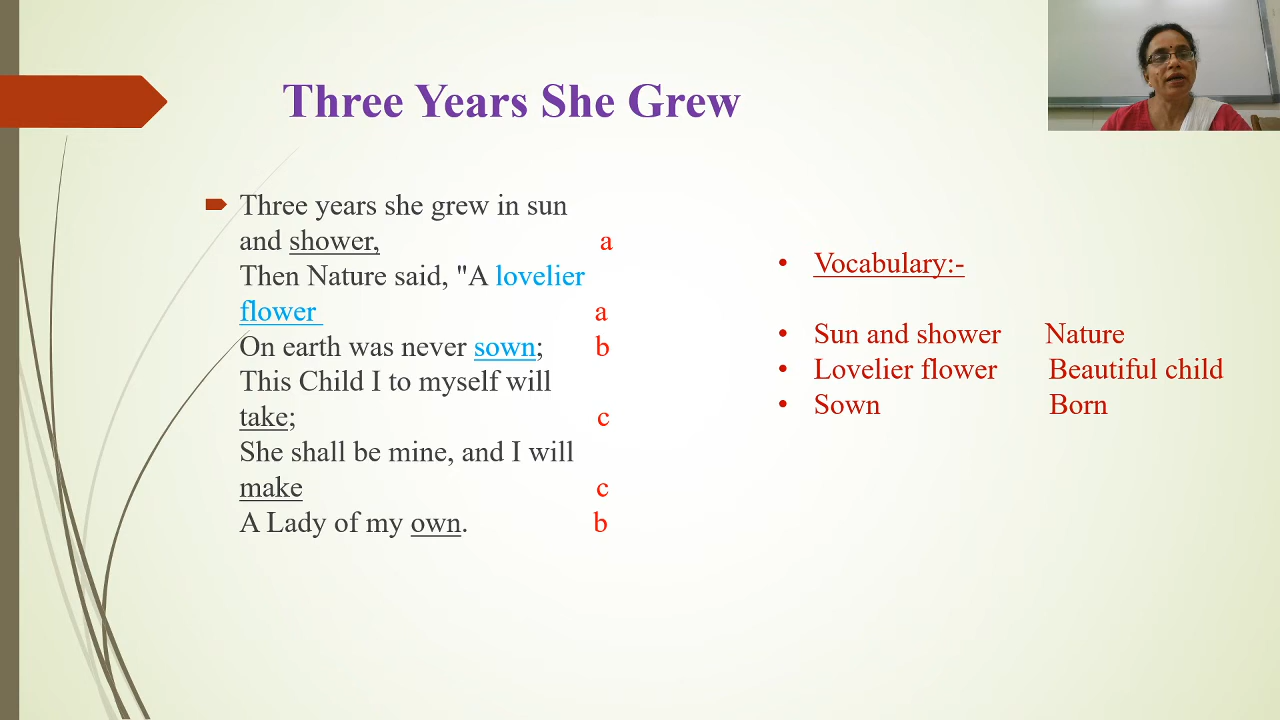 Three Years She Grew
Three years she grew in sun
and shower, a
Then Nature said, "A lovelier
flower a
On earth was never sown; b
This Child I to myself will
take; c
She shall be mine, and I will
make c
A Lady of my own. b
• Vocabulary:-
• Sun and shower Nature
• Lovelier flower Beautiful child
• Sown Born